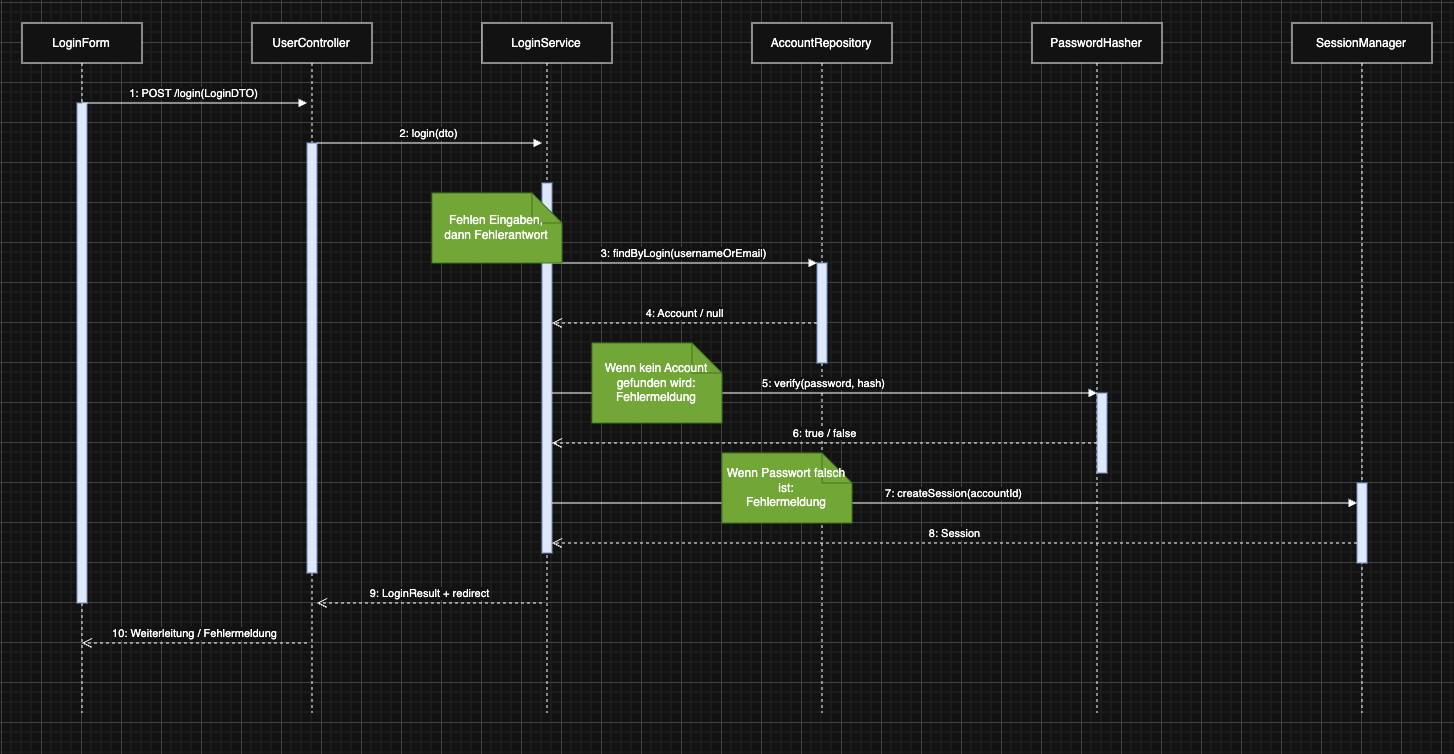 LoginForm
UserController
LoginService
AccountRepository
PasswordHasher
SessionManager
1: POST /login(LoginDTO)
2: login(dto)
Fehlen Eingaben,
dann Fehlerantwort
3: findByLogin(usernameOrEmail)
4: Account / null
Wenn kein Account
gefunden wird:
Fehlermeldung
5: verify(password, hash)
6: true / false
Wenn Passwort falsch
ist:
Fehlermeldung
7: createSession(accountId)
8: Session
9: LoginResult + redirect
10: Weiterleitung / Fehlermeldung